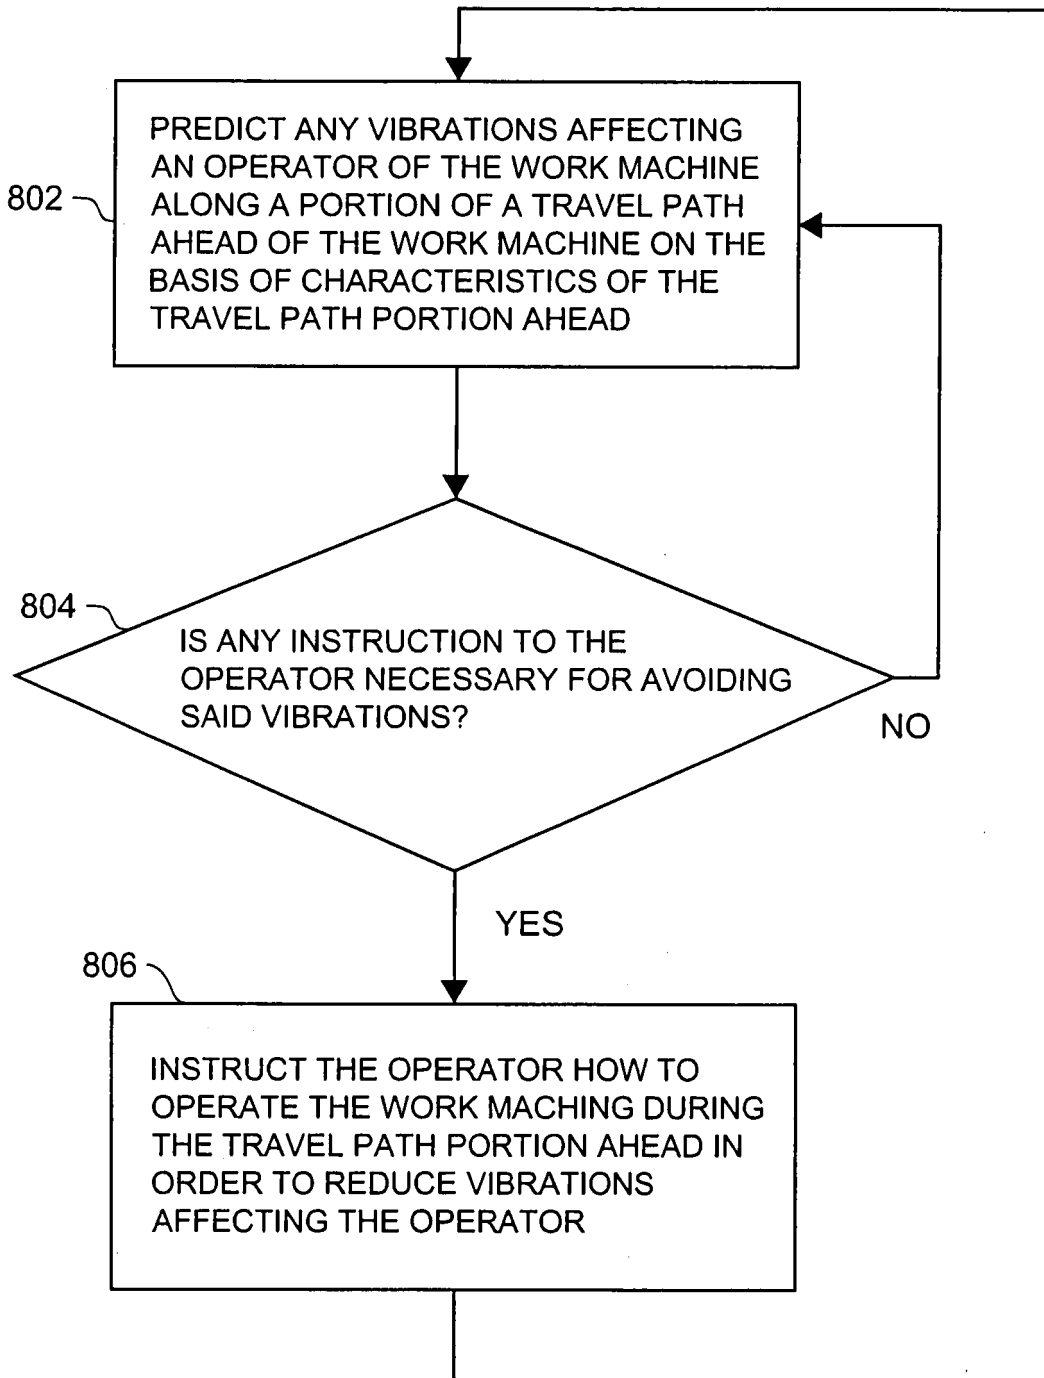 PREDICT ANY VIBRATIONS AFFECTING
AN OPERATOR OF THE WORK MACHINE
ALONG A PORTION OF A TRAVEL PATH
AHEAD OF THE WORK MACHINE ON THE
BASIS OF CHARACTERISTICS OF THE
TRAVEL PATH PORTION AHEAD
802
804
IS ANY INSTRUCTION TO THE
OPERATOR NECESSARY FOR AVOIDING
SAID VIBRATIONS?
NO
YES
806
INSTRUCT THE OPERATOR HOW TO
OPERATE THE WORK MACHING DURING
THE TRAVEL PATH PORTION AHEAD IN
ORDER TO REDUCE VIBRATIONS
AFFECTING THE OPERATOR